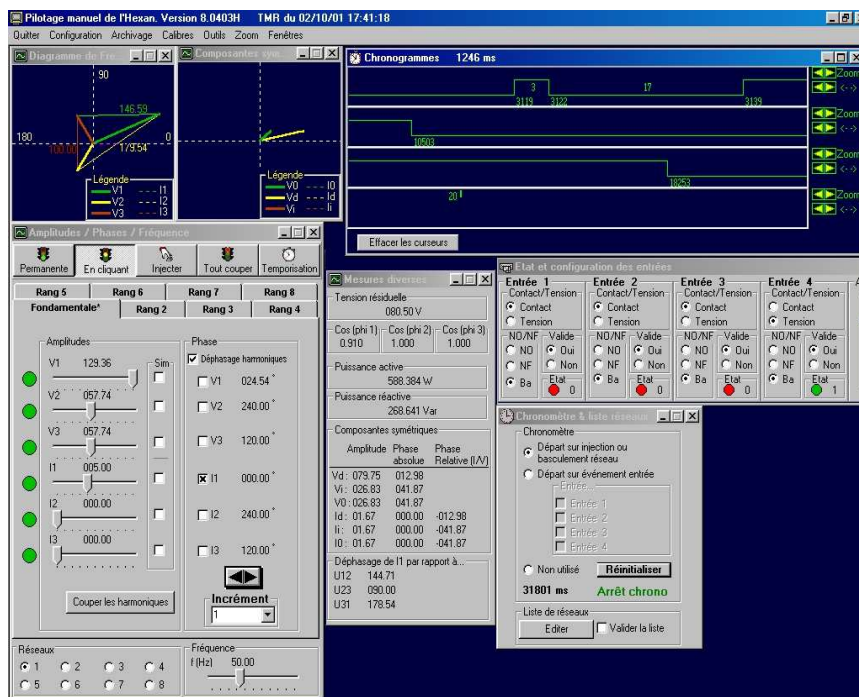 Pilotage manuel de l'Hexan. Version 8.0403H TMR du 02/10/01 17:41:18
Quitter Configuration Archivage Calibres Outils Zoom Fenêtres
Diagramme de Fre
90
146.59
180
0
100.00
179.54
Légende
V1 --- I1
V2 --- I2
V3 --- I3
Composantes sym
Légende
V0 --- I0
Vd --- Id
Vi --- Ii
Chronogrammes 1246 ms
3
17
3119
3122
3139
10503
18253
20
Zoom
<-->
Zoom
<-->
Zoom
<-->
Zoom
<-->
Effacer les curseurs
Amplitudes / Phases / Fréquence
Permanente
En cliquant
Injecter
Tout couper
Temporisation
Rang 5 Rang 6 Rang 7 Rang 8
Fondamentale* Rang 2 Rang 3 Rang 4
Amplitudes
Sim
V1 129.36
V2 057.74
V3 057.74
I1 005.00
I2 000.00
I3 000.00
Couper les harmoniques
Phase
Déphasage harmoniques
V1 024.54 °
V2 240.00 °
V3 120.00 °
I1 000.00 °
I2 240.00 °
I3 120.00 °
Incrément
1
Réseaux
1 2 3 4
5 6 7 8
Fréquence
f (Hz) 50.00
Mesures diverses
Tension résiduelle
080.50 V
Cos (phi 1) Cos (phi 2) Cos (phi 3)
0.910 1.000 1.000
Puissance active
588.384 W
Puissance réactive
268.641 Var
Composantes symétriques
Amplitude Phase absolue Phase Relative (I/V)
Vd : 079.75 012.98
Vi : 026.83 041.87
V0 : 026.83 041.87
Id : 01.67 000.00 -012.98
Ii : 01.67 000.00 -041.87
I0 : 01.67 000.00 -041.87
Déphasage de I1 par rapport à...
U12 144.71
U23 090.00
U31 178.54
Etat et configuration des entrées
Entrée 1 Entrée 2 Entrée 3 Entrée 4
Contact/Tension Contact/Tension Contact/Tension Contact/Tension
Contact Contact Contact Contact
Tension Tension Tension Tension
NO/NF Valide NO/NF Valide NO/NF Valide NO/NF Valide
NO Oui NO Oui NO Oui NO Oui
NF Non NF Non NF Non NF Non
Ba Etat Ba Etat Ba Etat Ba Etat
0 0 0 1
Chronomètre & liste réseaux
Chronomètre
Départ sur injection ou
basculement réseau
Départ sur événement entrée
Entrée...
Entrée 1
Entrée 2
Entrée 3
Entrée 4
Non utilisé Réinitialiser
31801 ms Arrêt chrono
Liste de réseaux
Editer Valider la liste